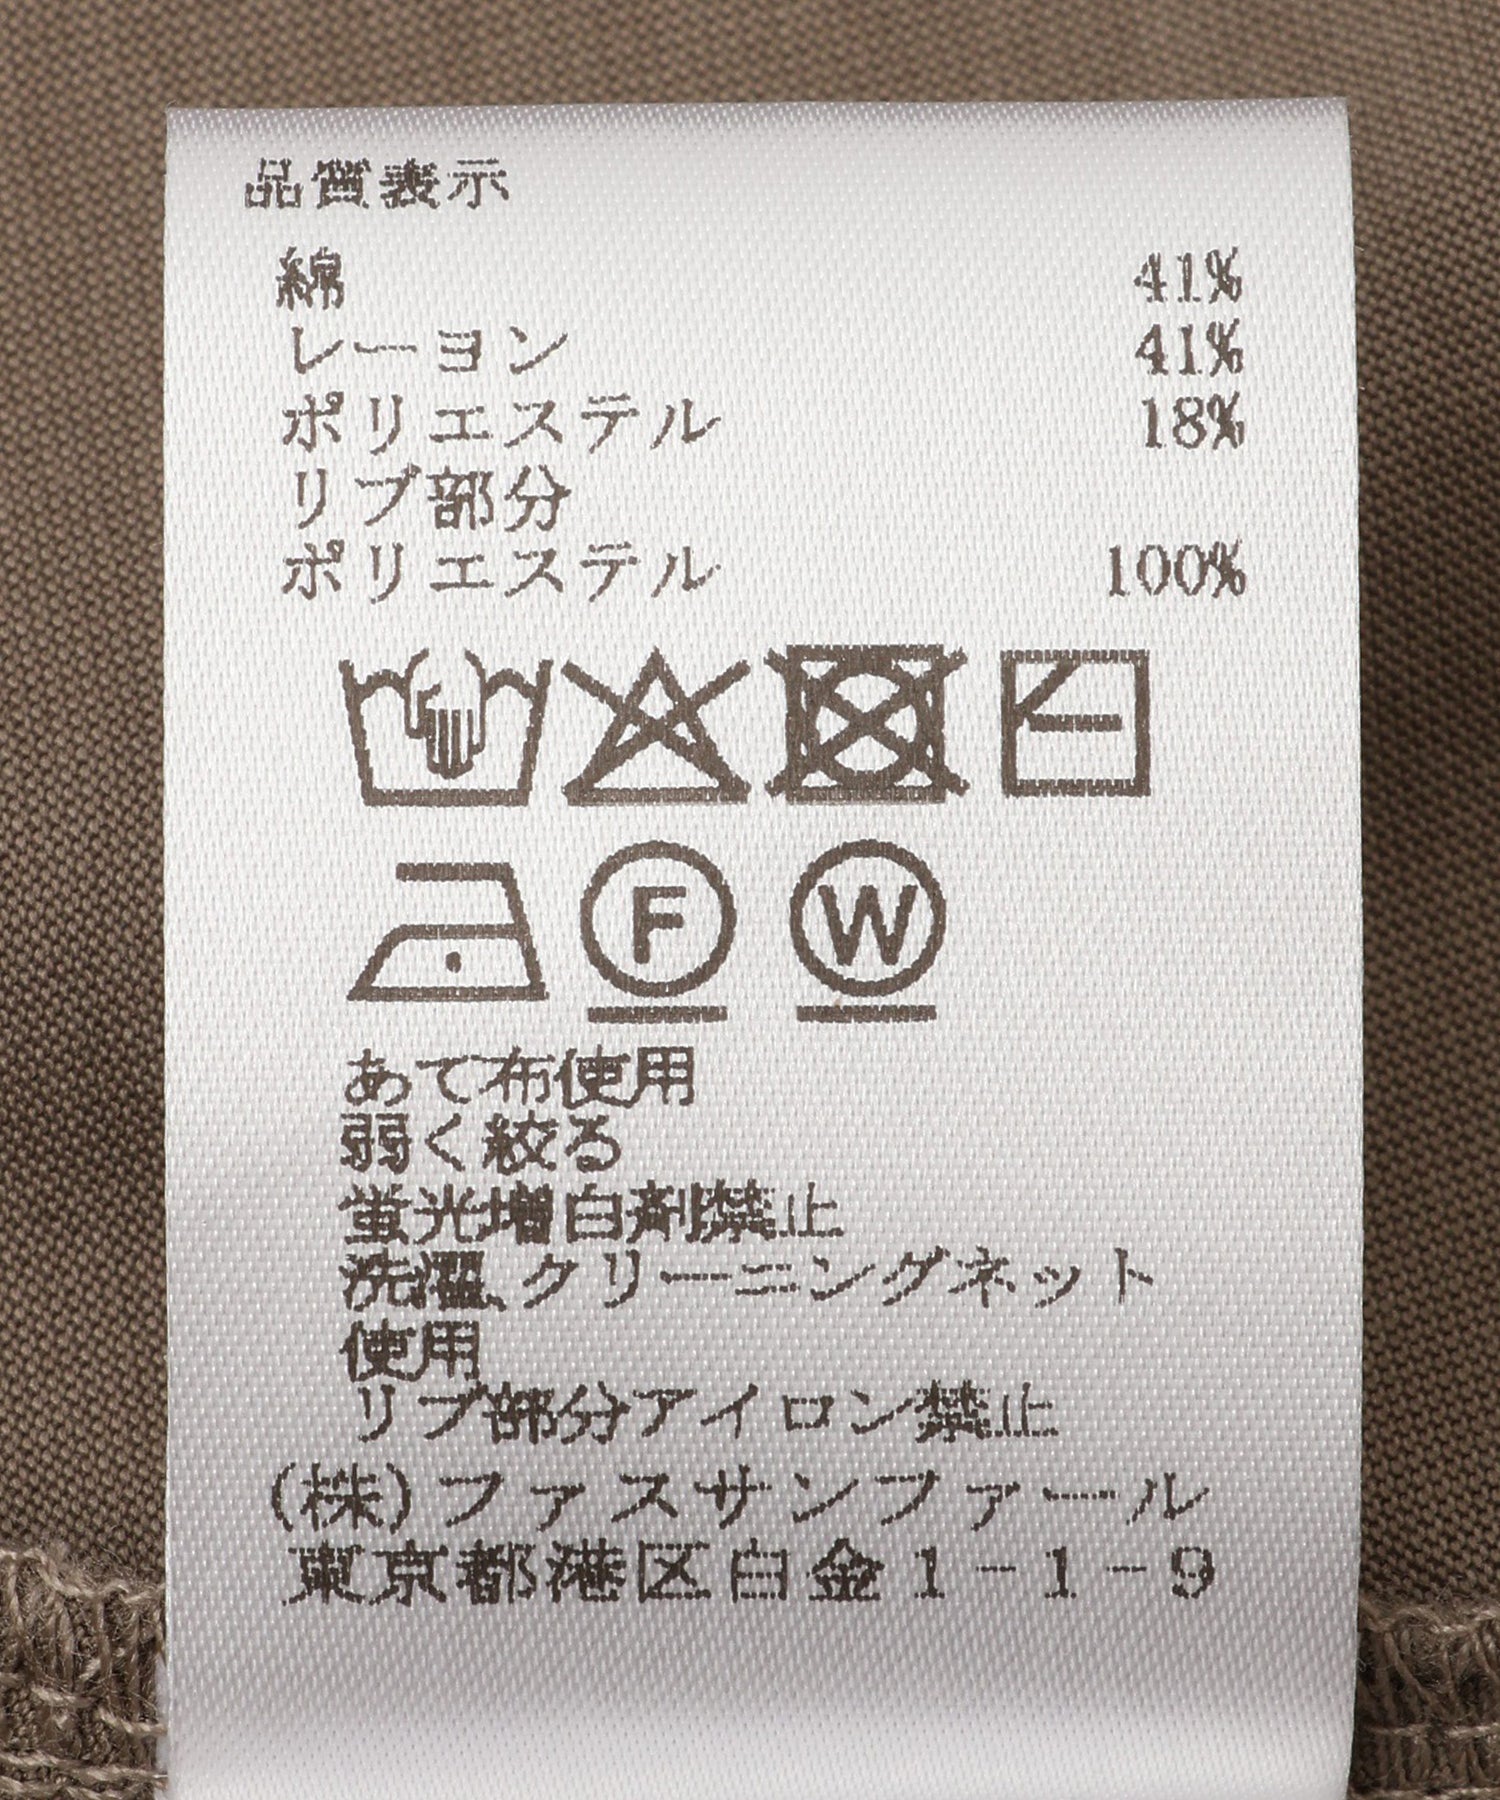 品質表示
綿 41%
レーヨン 41%
ポリエステル 18%
リブ部分
ポリエステル 100%
F W
あて布使用
弱く絞る
蛍光増白剤禁止
洗濯、クリーニングネット
使用
リブ部分アイロン禁止
(株)ファスサンファール
東京都港区白金1-1-9